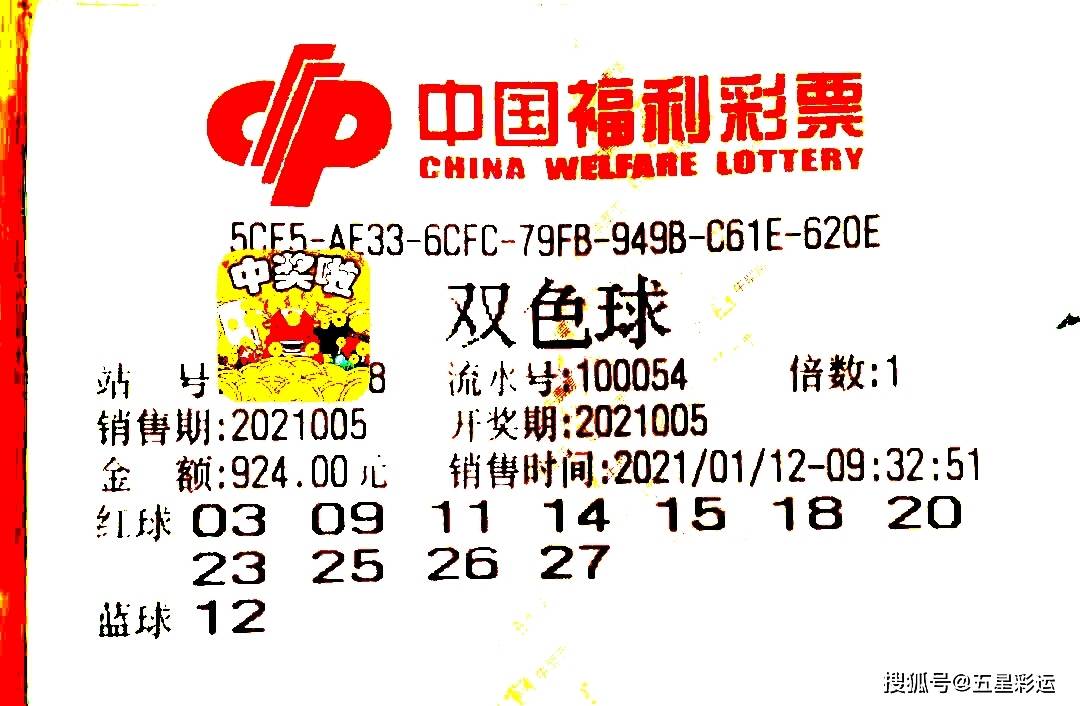 中国福利彩票
CHINA WELFARE LOTTERY
5CE5-AE33-6CFC-79FB-949B-C61E-620E
中奖啦
双色球
站 号: 8 流水号:100054 倍数:1
销售期:2021005 开奖期:2021005
金 额:924.00元 销售时间:2021/01/12-09:32:51
红球 03 09 11 14 15 18 20
23 25 26 27
蓝球 12
搜狐号@五星彩运